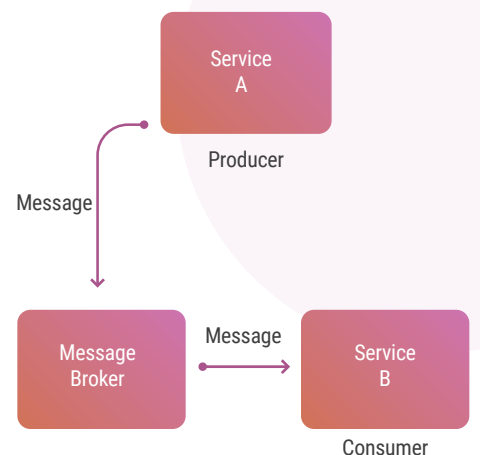 Service
A
Producer
Message
Message
Broker
Message
Service
B
Consumer